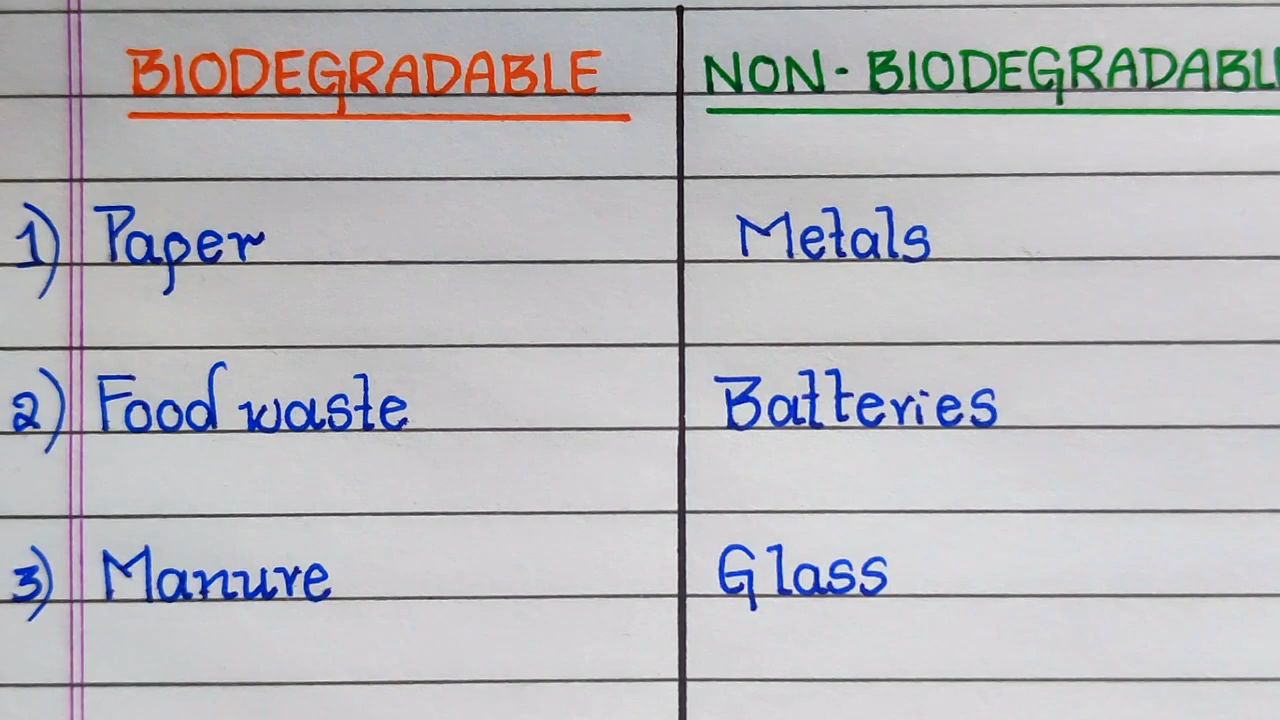 BIODEGRADABLE NON-BIODEGRADABL
1) Paper Metals
2) Food waste Batteries
3) Manure Glass